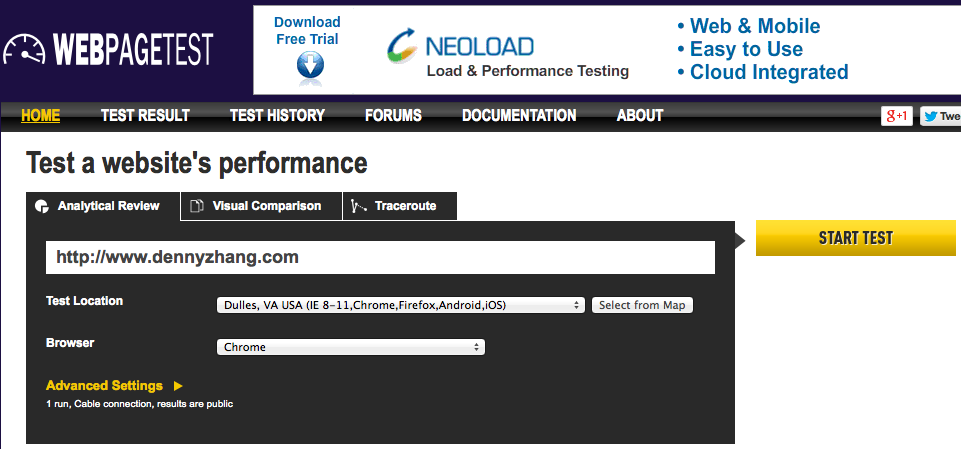 WEBPAGETEST
Download
Free Trial
NEOLOAD
Load & Performance Testing
• Web & Mobile
• Easy to Use
• Cloud Integrated
HOME TEST RESULT TEST HISTORY FORUMS DOCUMENTATION ABOUT g+1 Twee
Test a website's performance
Analytical Review Visual Comparison Traceroute
START TEST
http://www.dennyzhang.com
Test Location Dulles, VA USA (IE 8-11,Chrome,Firefox,Android,iOS) Select from Map
Browser Chrome
Advanced Settings ►
1 run, Cable connection, results are public